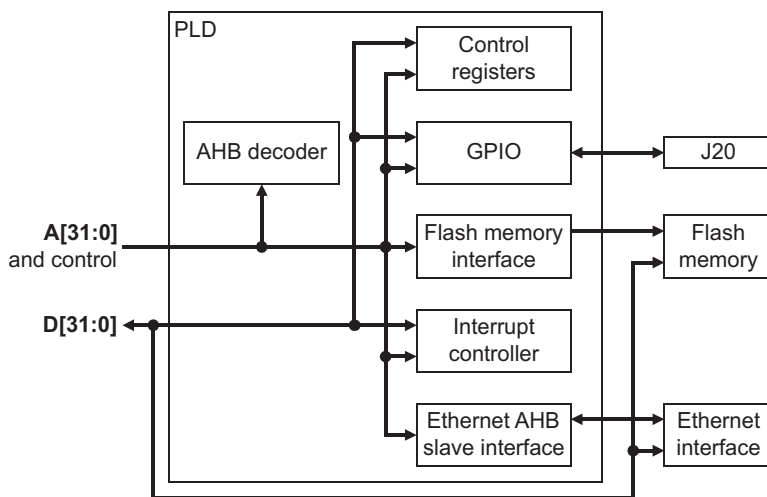 PLD
Control
registers
AHB decoder
GPIO
J20
A[31:0]
and control
Flash memory
interface
Flash
memory
D[31:0]
Interrupt
controller
Ethernet AHB
slave interface
Ethernet
interface